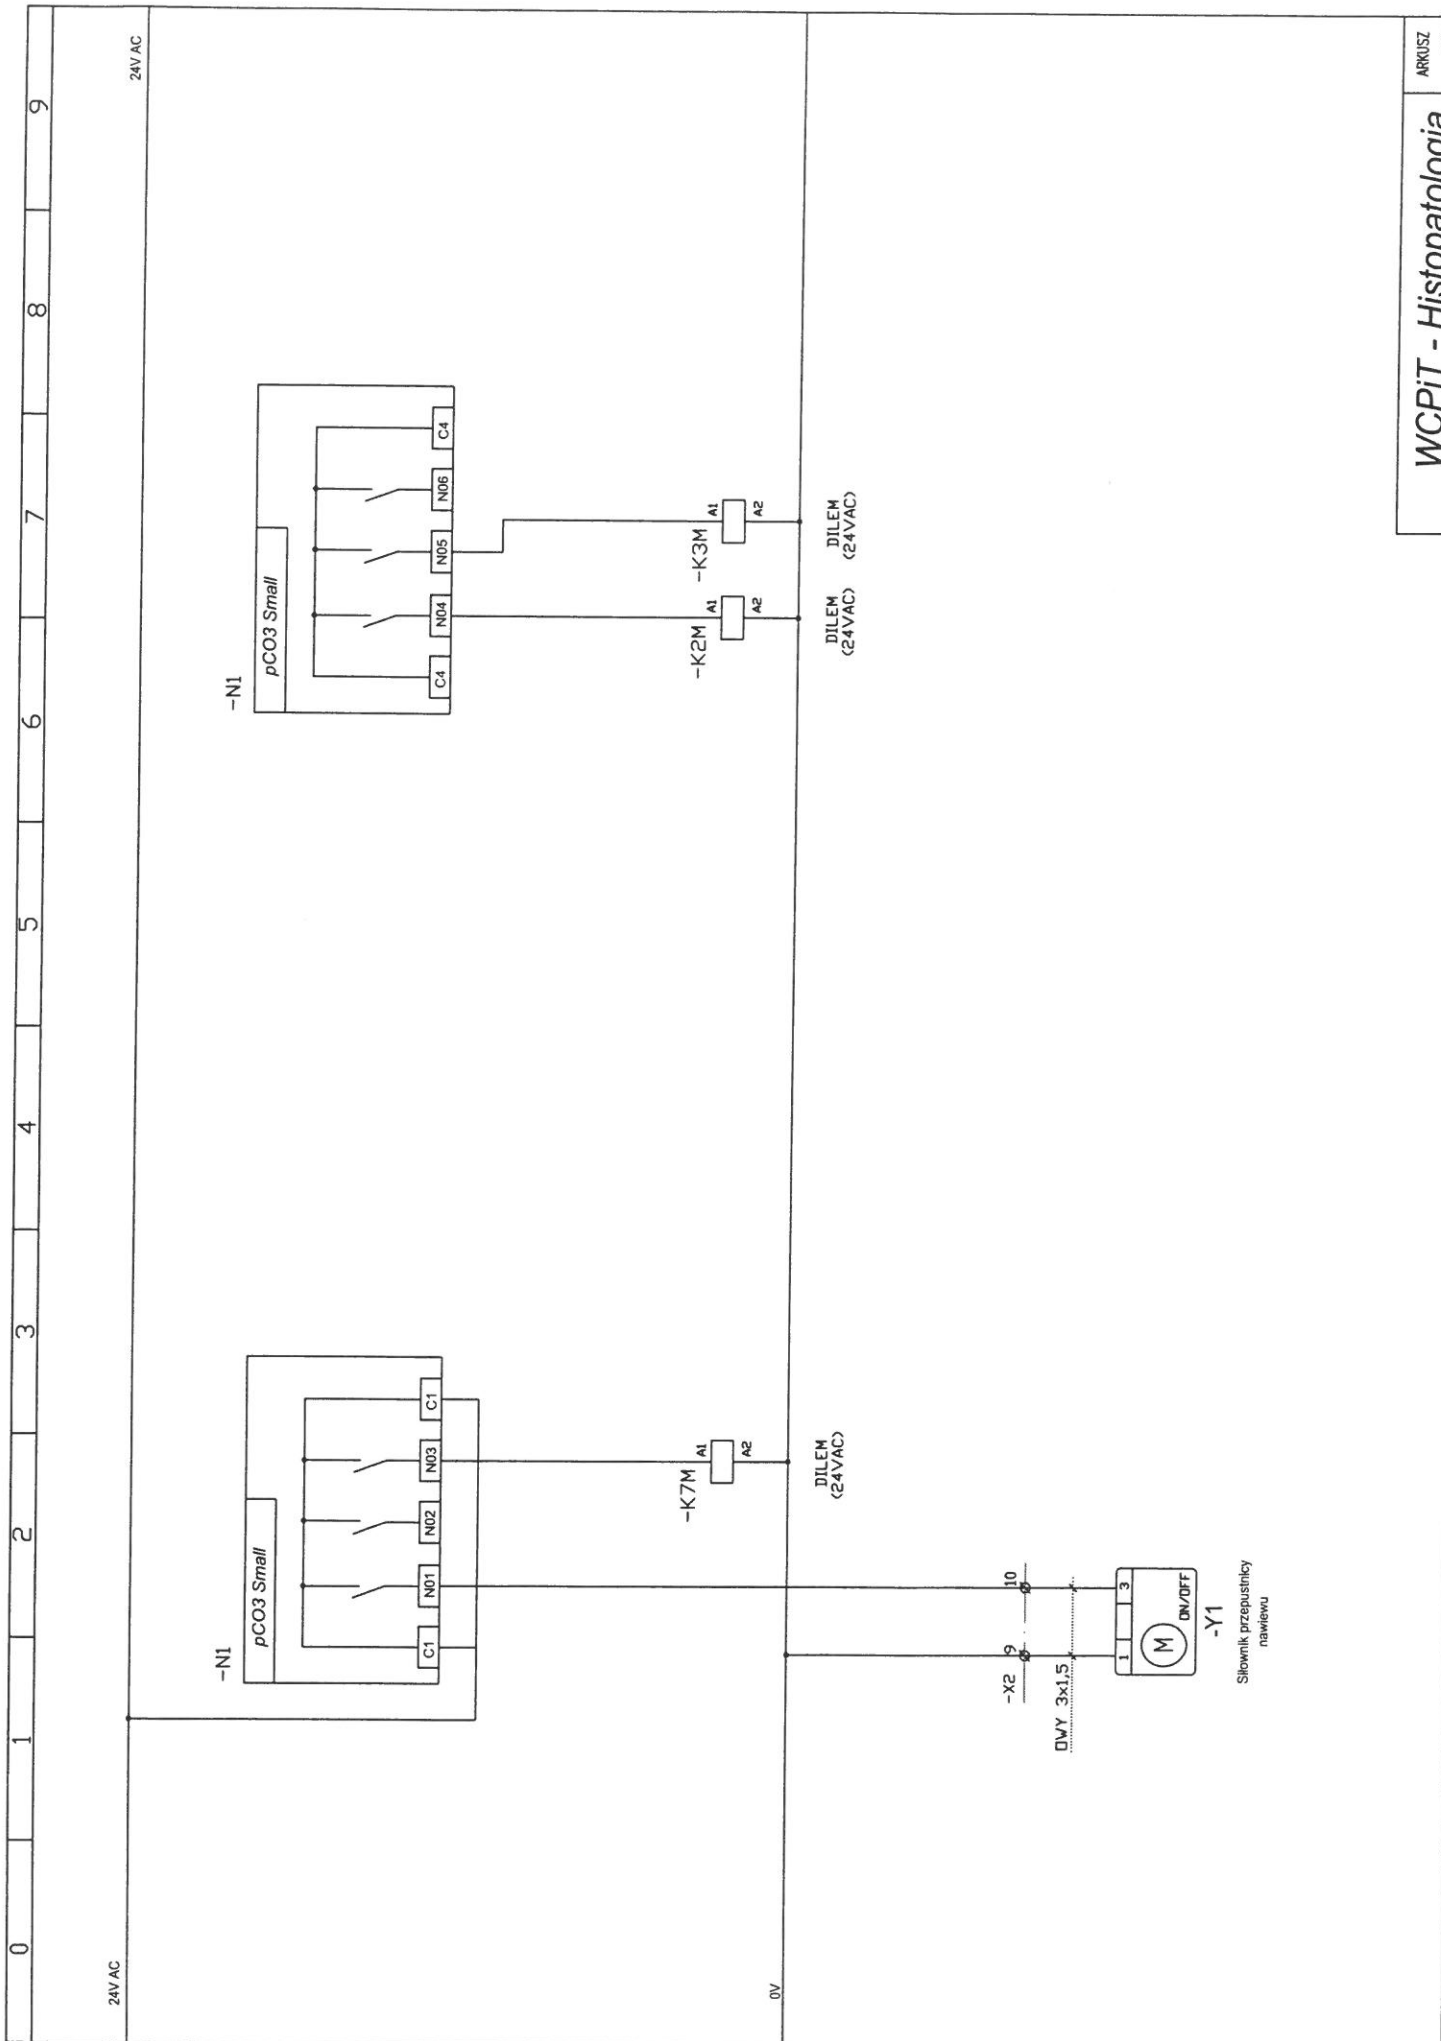 0 1 2 3 4 5 6 7 8 9
24V AC
24V AC
-N1
pCO3 Small
C1 N01 N02 N03 C1
-N1
pCO3 Small
C4 N04 N05 N06 C4
-K7M
A1
A2
-K2M
A1
A2
-K3M
A1
A2
0V
DILEM
(24VAC)
DILEM
(24VAC)
DILEM
(24VAC)
-X2 9 10
OWY 3x1,5
1 3
M
ON/OFF
-Y1
Siłownik przepustnicy
nawiewu
WCPiT - Histopatologia
ARKUSZ